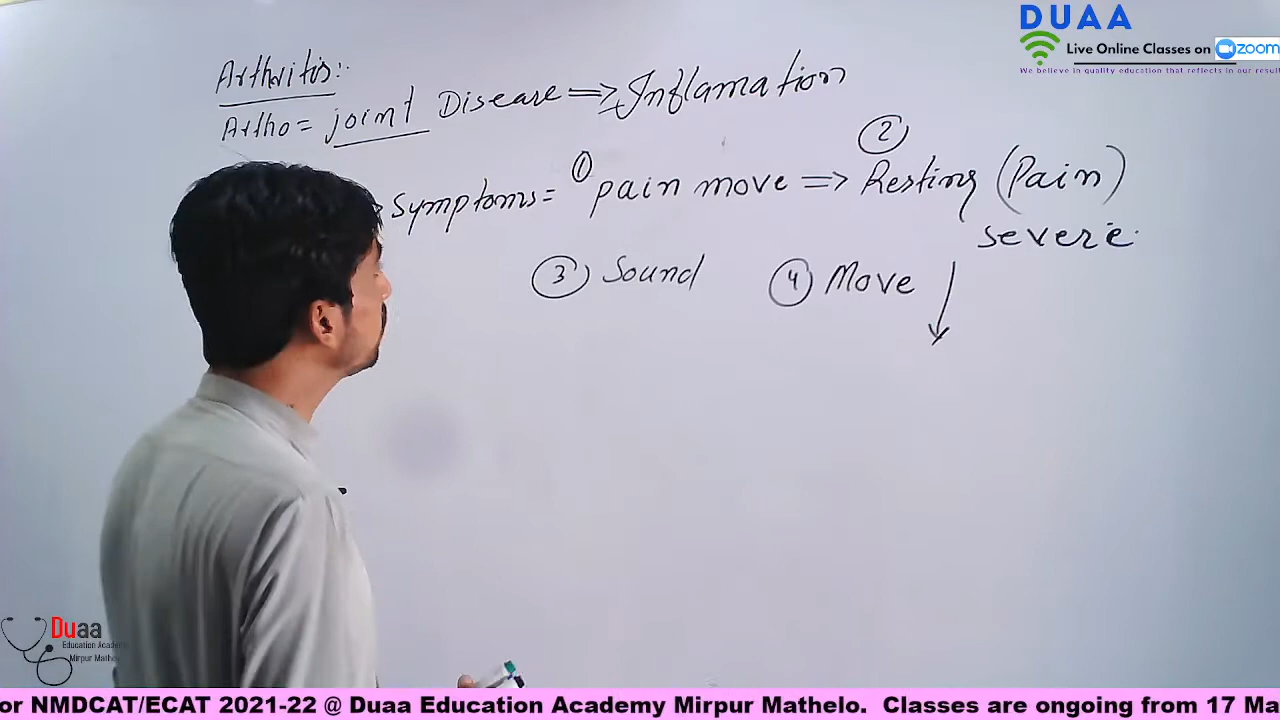 DUAA
Live Online Classes on zoom
We believe in quality education that reflects in our resul
Arthritis:-
Artho = joint Disease => Inflamation
Symptoms = ① pain move => ② Resting (Pain)
severe
③ Sound ④ Move ↓
Duaa
Education Academ
Mirpur Mathelo
or NMDCAT/ECAT 2021-22 @ Duaa Education Academy Mirpur Mathelo. Classes are ongoing from 17 Ma